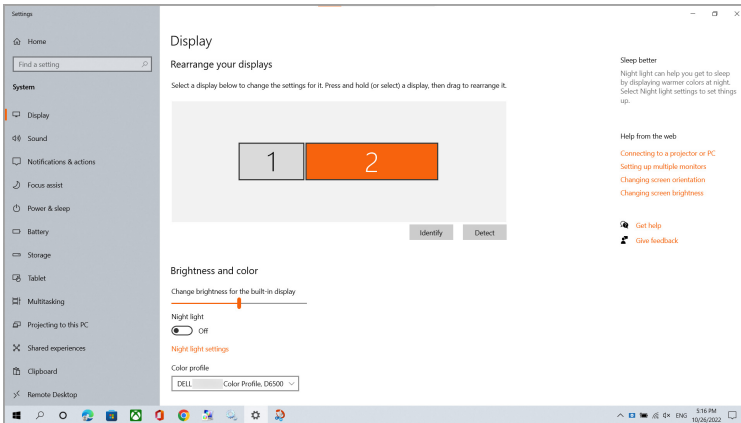 Settings
Home
Find a setting
System
Display
Sound
Notifications & actions
Focus assist
Power & sleep
Battery
Storage
Tablet
Multitasking
Projecting to this PC
Shared experiences
Clipboard
Remote Desktop
Display
Rearrange your displays
Select a display below to change the settings for it. Press and hold (or select) a display, then drag to rearrange it.
1
2
Identify
Detect
Brightness and color
Change brightness for the built-in display
Night light
Off
Night light settings
Color profile
DELL Color Profile, D6500
Sleep better
Night light can help you get to sleep
by displaying warmer colors at night.
Select Night light settings to set things
up.
Help from the web
Connecting to a projector or PC
Setting up multiple monitors
Changing screen orientation
Changing screen brightness
Get help
Give feedback
ENG
5:16 PM
10/26/2022